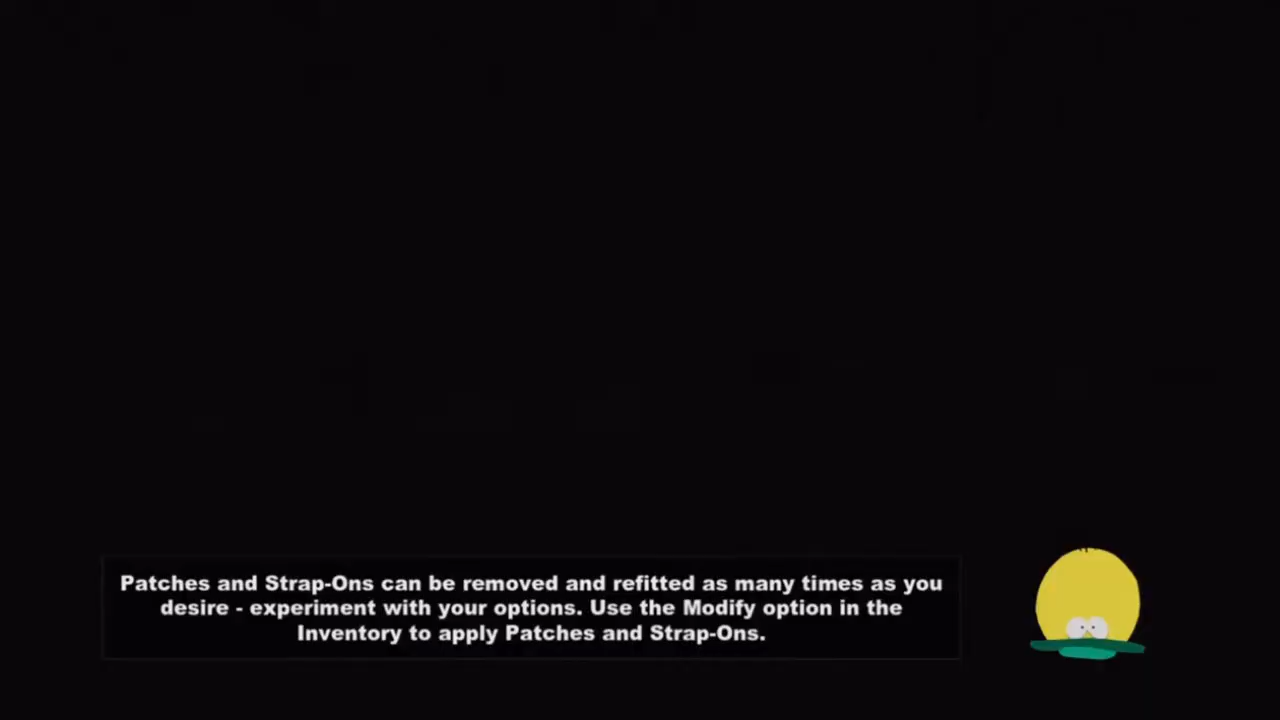 Patches and Strap-Ons can be removed and refitted as many times as you
desire - experiment with your options. Use the Modify option in the
Inventory to apply Patches and Strap-Ons.